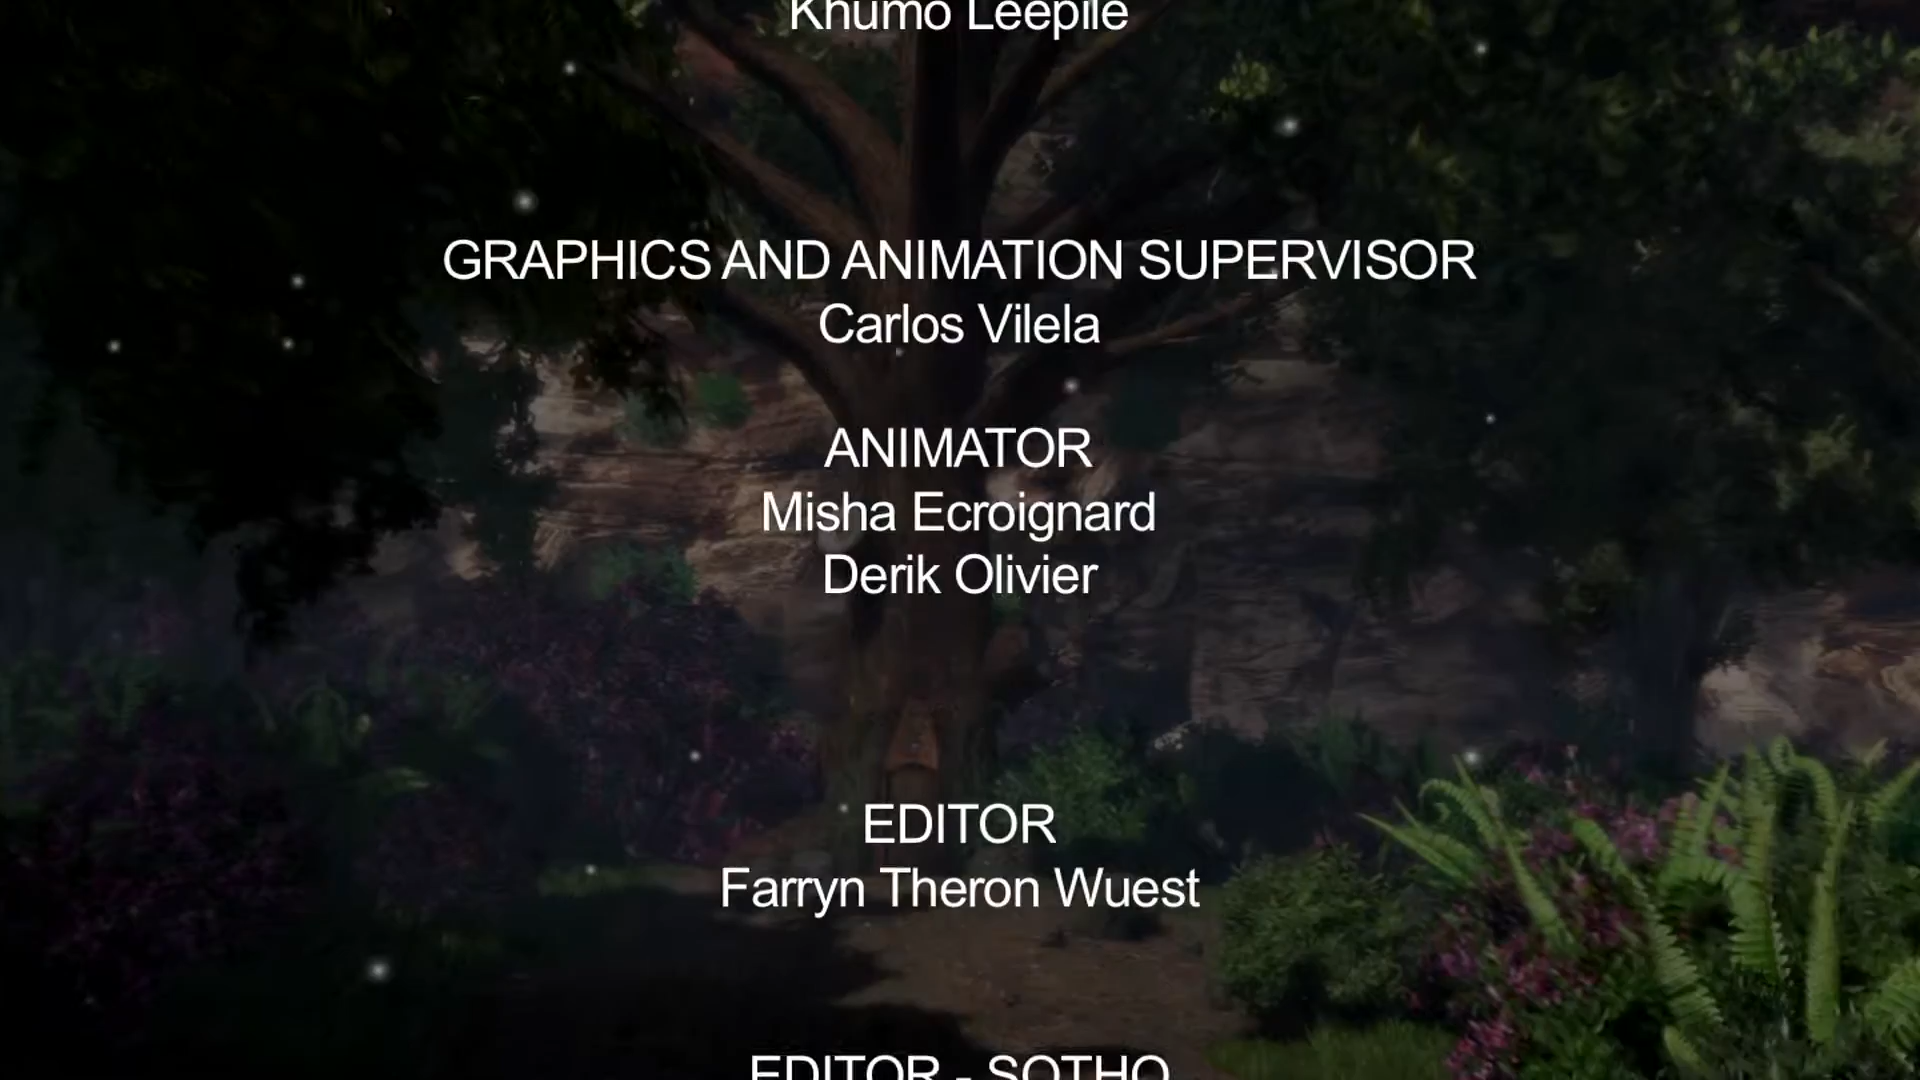 Khumo Leepile
GRAPHICS AND ANIMATION SUPERVISOR
Carlos Vilela
ANIMATOR
Misha Ecroignard
Derik Olivier
EDITOR
Farryn Theron Wuest
EDITOR - SOTHO